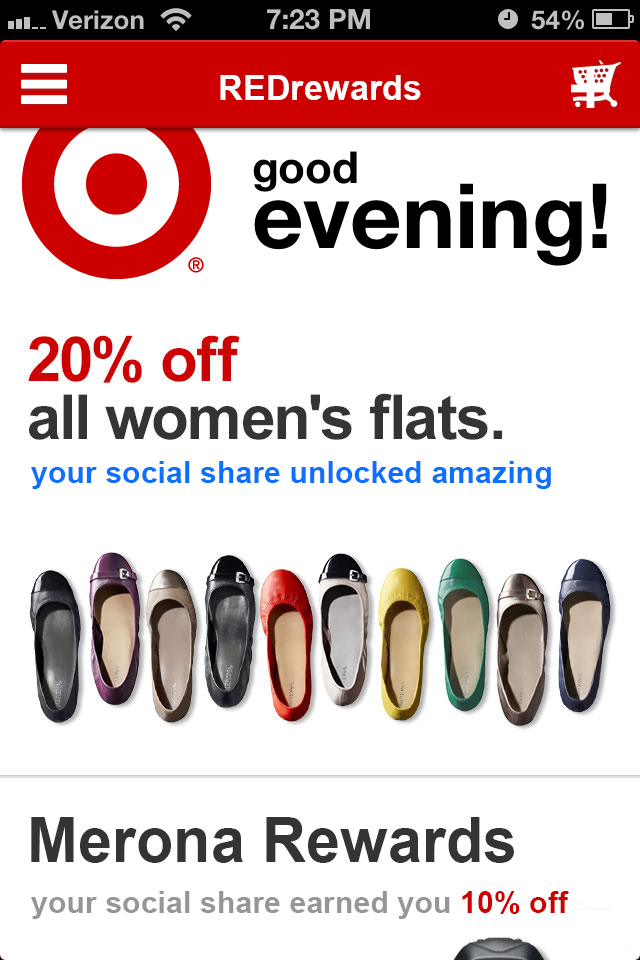 Verizon 7:23 PM 54%
REDrewards
good
evening!
®
20% off
all women's flats.
your social share unlocked amazing
Merona Rewards
your social share earned you 10% off